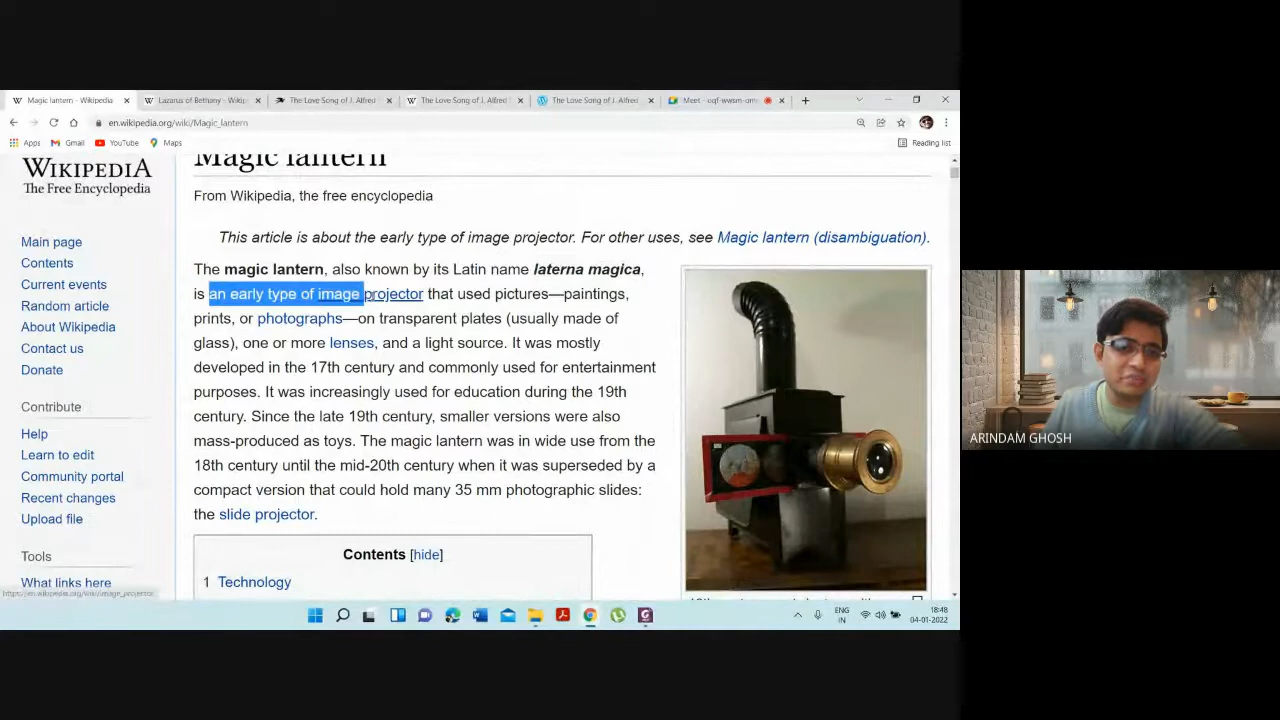 Magic lantern - Wikipedia
Lazarus of Bethany - Wikip
The Love Song of J. Alfred
The Love Song of J. Alfred
The Love Song of J. Alfred
Meet - oqf-wwsm-
en.wikipedia.org/wiki/Magic_lantern
Apps
Gmail
YouTube
Maps
Reading list
WIKIPEDIA
The Free Encyclopedia
Main page
Contents
Current events
Random article
About Wikipedia
Contact us
Donate
Contribute
Help
Learn to edit
Community portal
Recent changes
Upload file
Tools
What links here
https://en.wikipedia.org/wiki/Image_projector
Magic lantern
From Wikipedia, the free encyclopedia
This article is about the early type of image projector. For other uses, see Magic lantern (disambiguation).
The magic lantern, also known by its Latin name laterna magica,
is an early type of image projector that used pictures—paintings,
prints, or photographs—on transparent plates (usually made of
glass), one or more lenses, and a light source. It was mostly
developed in the 17th century and commonly used for entertainment
purposes. It was increasingly used for education during the 19th
century. Since the late 19th century, smaller versions were also
mass-produced as toys. The magic lantern was in wide use from the
18th century until the mid-20th century when it was superseded by a
compact version that could hold many 35 mm photographic slides:
the slide projector.
Contents [hide]
1 Technology
ENG
IN
18:48
04-01-2022
ARINDAM GHOSH